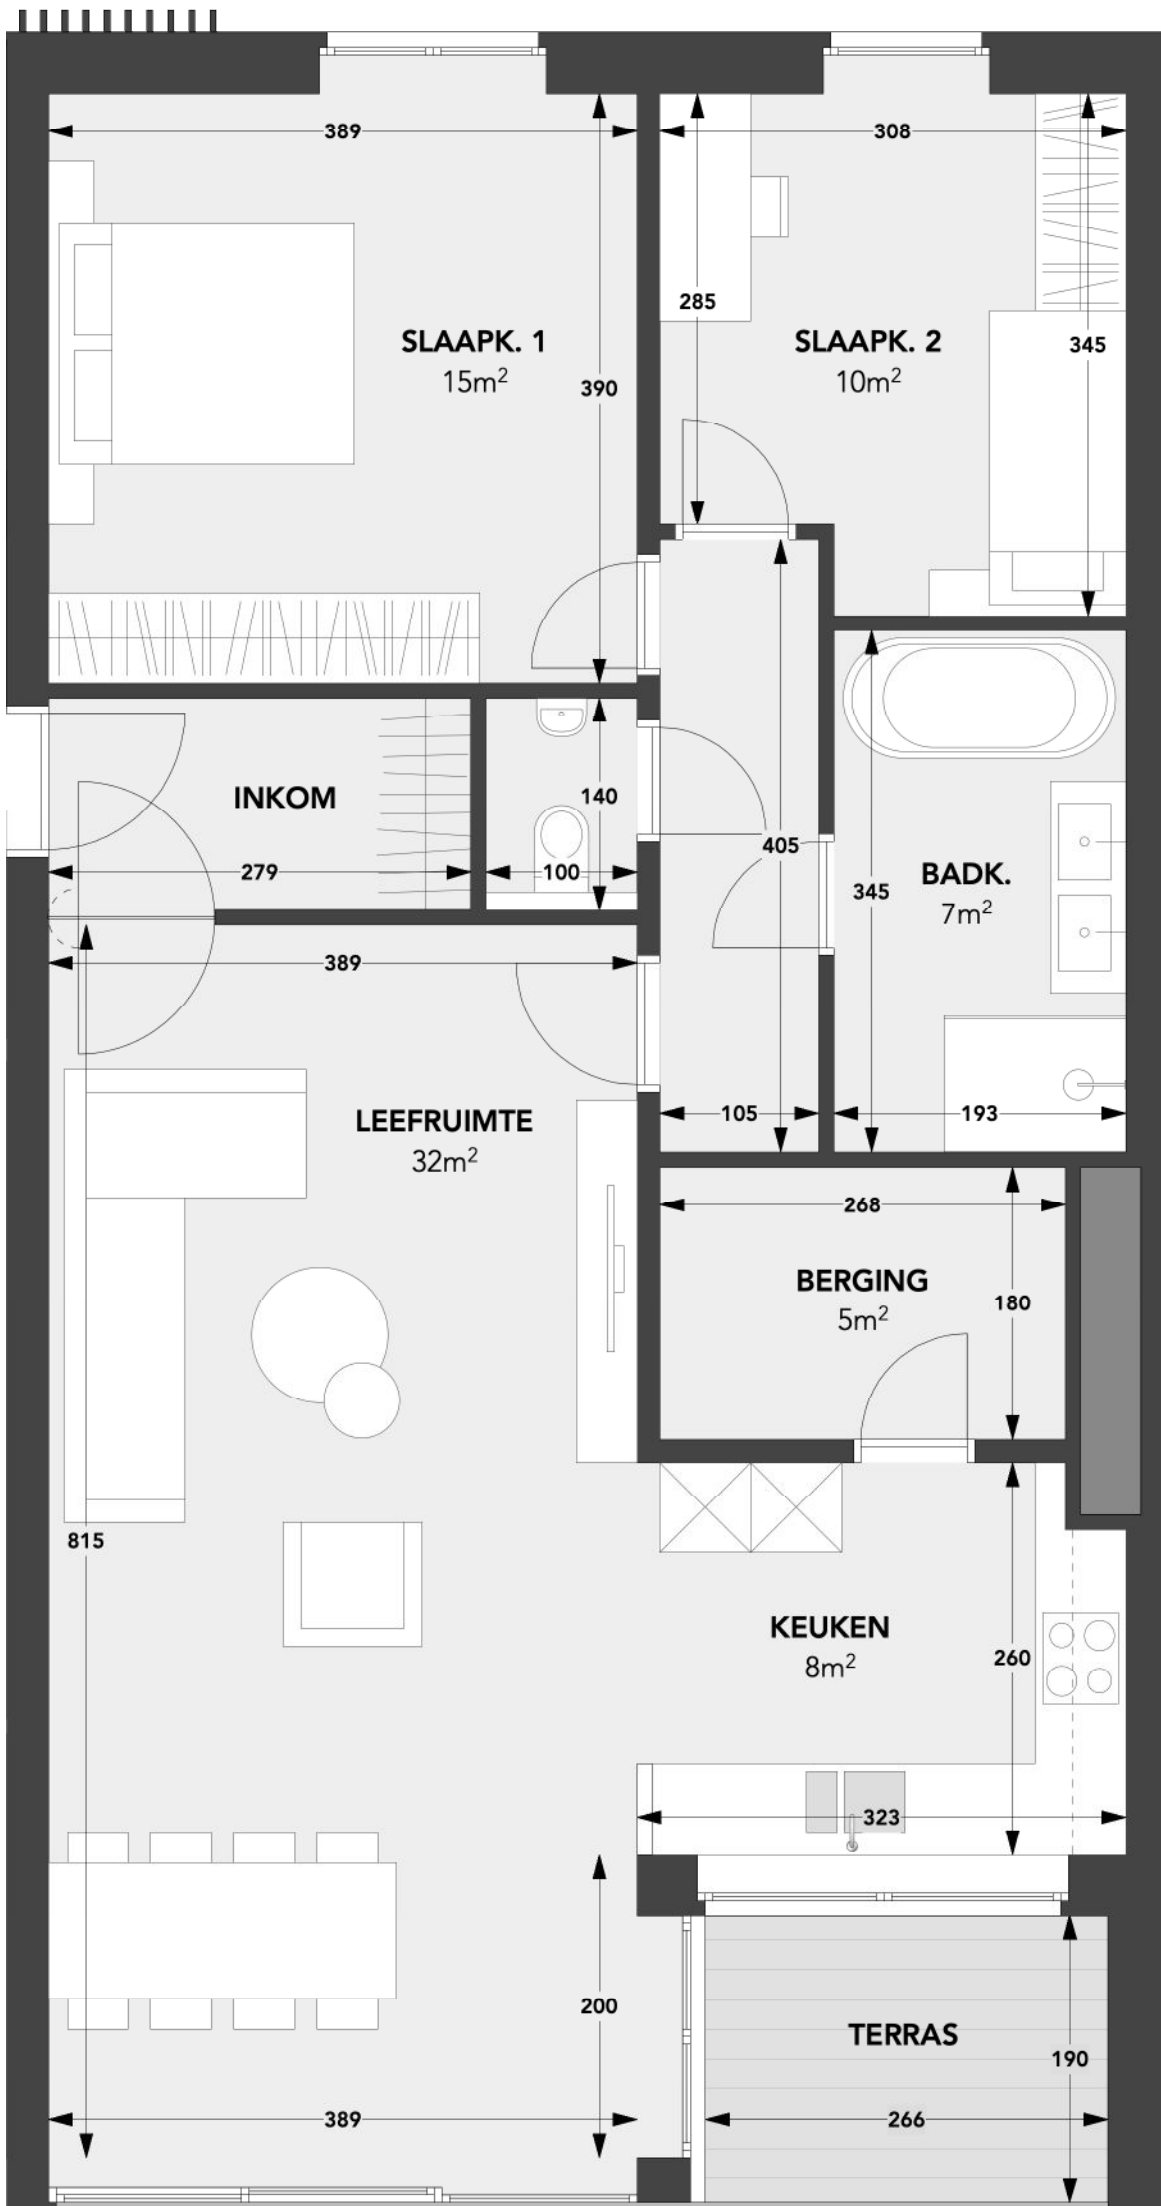 389
308
285
SLAAPK. 1
15m²
390
SLAAPK. 2
10m²
345
INKOM
279
140
100
405
345
BADK.
7m²
389
LEEFRUIMTE
32m²
105
193
268
BERGING
5m²
180
815
KEUKEN
8m²
260
323
200
TERRAS
190
389
266